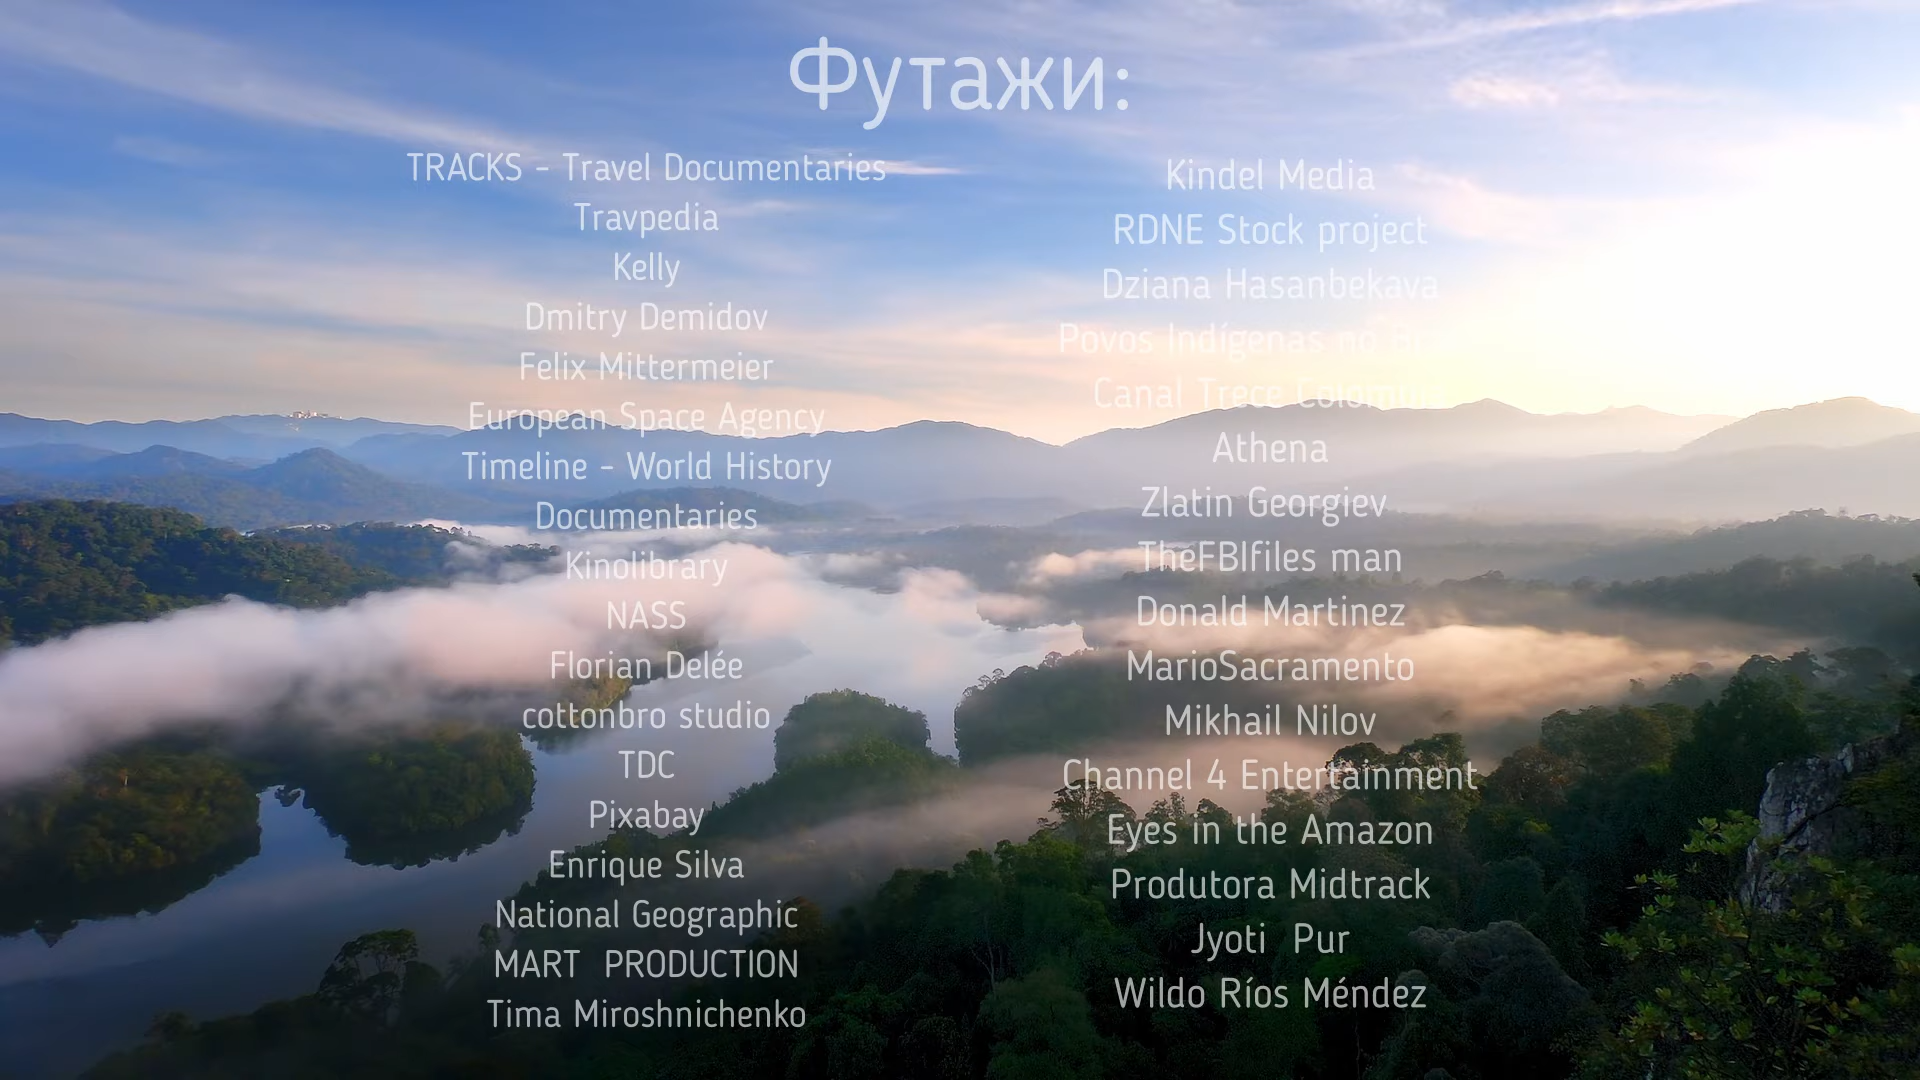 Футажи:
TRACKS - Travel Documentaries
Travpedia
Kelly
Dmitry Demidov
Felix Mittermeier
European Space Agency
Timeline - World History
Documentaries
Kinolibrary
NASS
Florian Delée
cottonbro studio
TDC
Pixabay
Enrique Silva
National Geographic
MART PRODUCTION
Tima Miroshnichenko
Kindel Media
RDNE Stock project
Dziana Hasanbekava
Povos Indígenas no
Canal Trece
Athena
Zlatin Georgiev
TheFBIfiles man
Donald Martinez
MarioSacramento
Mikhail Nilov
Channel 4 Entertainment
Eyes in the Amazon
Produtora Midtrack
Jyoti Pur
Wildo Ríos Méndez